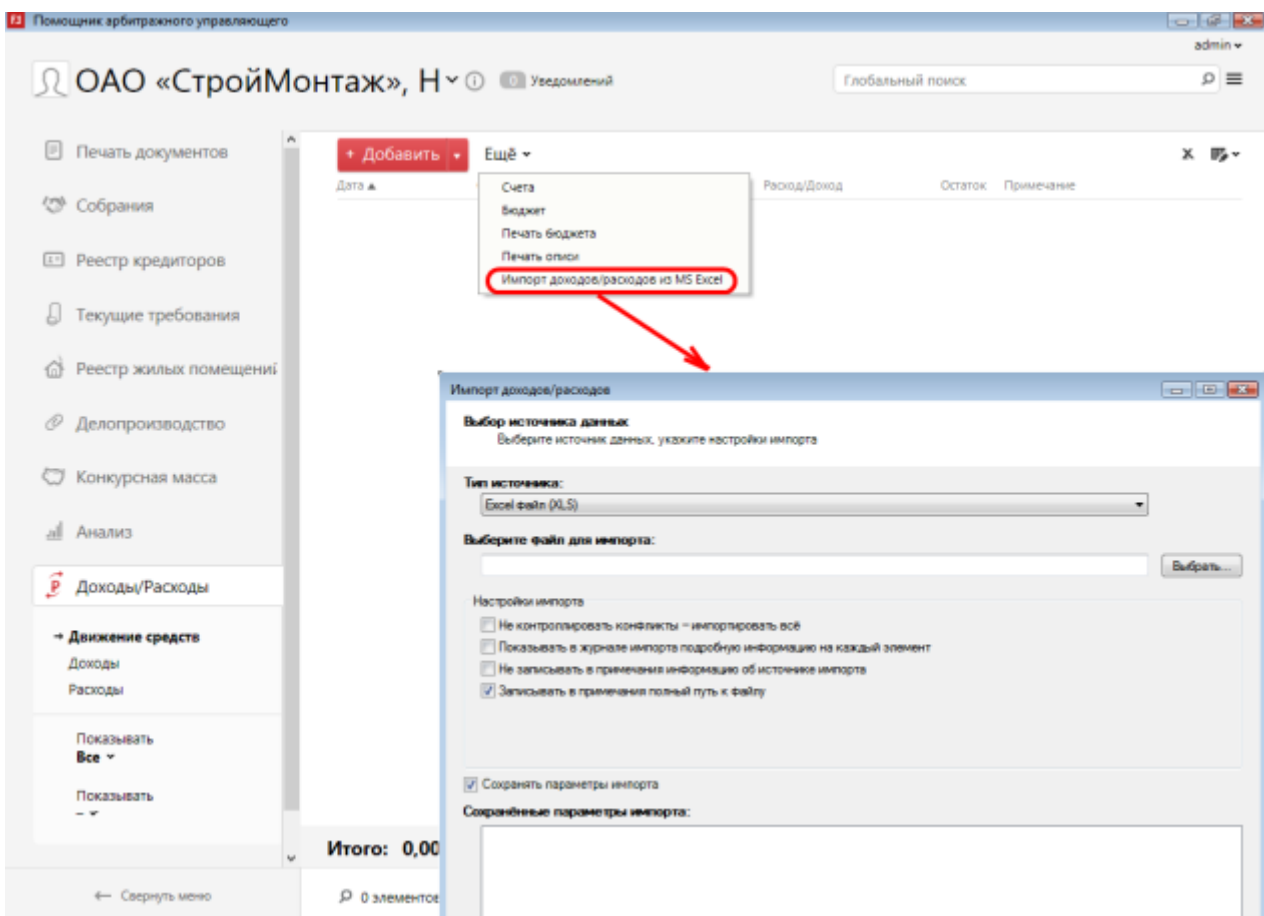 Помощник арбитражного управляющего
admin
ОАО «СтройМонтаж», Н
0 Уведомлений
Глобальный поиск
Печать документов
Собрания
Реестр кредиторов
Текущие требования
Реестр жилых помещений
Делопроизводство
Конкурсная масса
Анализ
Доходы/Расходы
→ Движение средств
Доходы
Расходы
Показывать
Все
Показывать
← Свернуть меню
+ Добавить
Ещё
Дата
Расход/Доход
Остаток
Примечание
Счета
Бюджет
Печать бюджета
Печать описи
Импорт доходов/расходов из MS Excel
Итого: 0,00
0 элементов
Импорт доходов/расходов
Выбор источника данных
Выберите источник данных, укажите настройки импорта
Тип источника:
Excel файл (XLS)
Выберите файл для импорта:
Выбрать...
Настройки импорта
Не контроллировать конфликты – импортировать всё
Показывать в журнале импорта подробную информацию на каждый элемент
Не записывать в примечания информацию об источнике импорта
Записывать в примечания полный путь к файлу
Сохранять параметры импорта
Сохранённые параметры импорта: